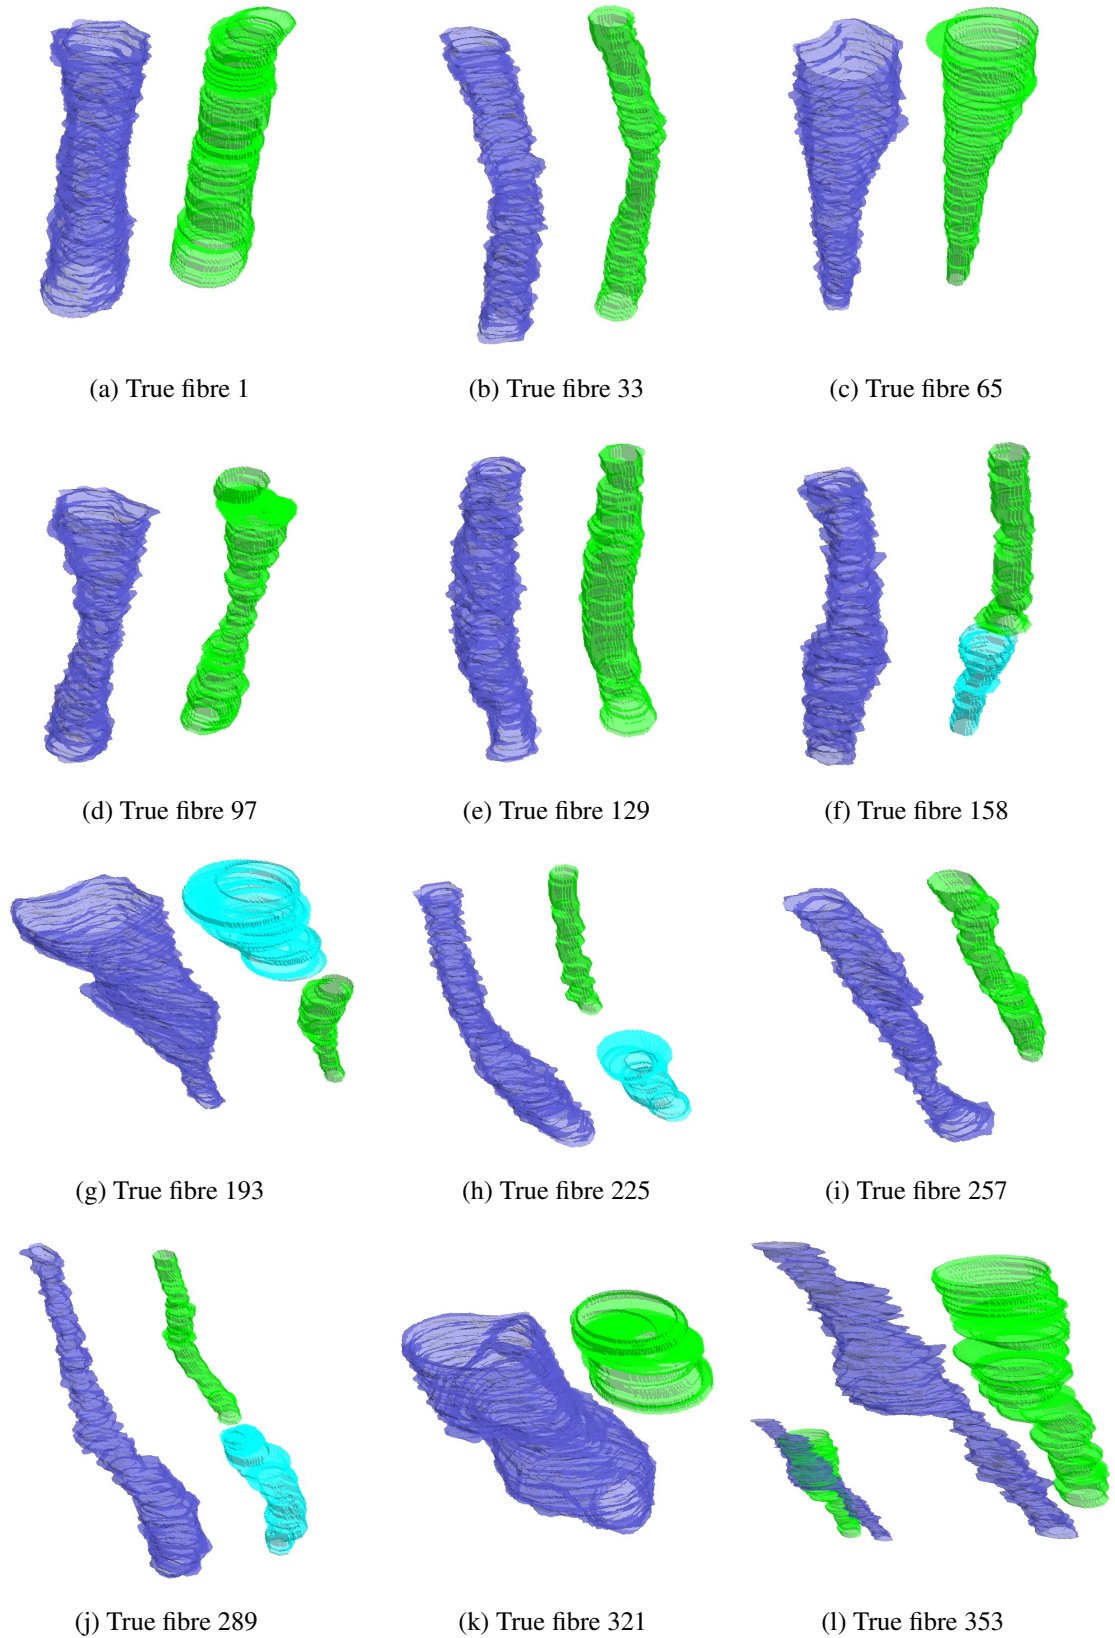 (a) True fibre 1
(b) True fibre 33
(c) True fibre 65
(d) True fibre 97
(e) True fibre 129
(f) True fibre 158
(g) True fibre 193
(h) True fibre 225
(i) True fibre 257
(j) True fibre 289
(k) True fibre 321
(l) True fibre 353